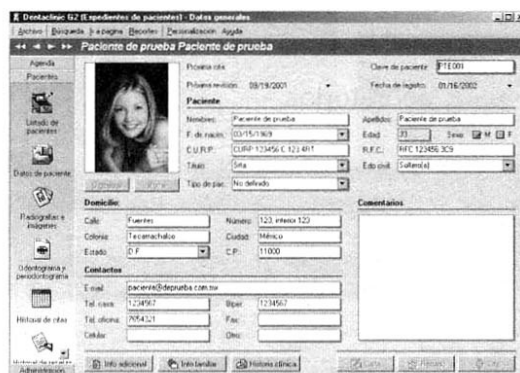 Dentaclinic G2 [Expedientes de pacientes] - Datos generales
Archivo Búsqueda Ir a página Reportes Personalización Ayuda
Paciente de prueba Paciente de prueba
Agenda
Pacientes
Listado de pacientes
Datos de paciente
Radiografías e imágenes
Odontograma y periodontograma
Historial de citas
Administración
Próxima cita:
Clave de paciente: PTE001
Próxima revisión: 09/19/2001
Fecha de registro: 01/16/2002
Paciente
Nombres: Paciente de prueba
Apellidos: Paciente de prueba
F. de nacim.: 03/15/1969
Edad: 33
Sexo: M F
C.U.R.P.: CURP 123456 C 123 4R1
R.F.C.: RFC 123456 3C9
Título: Srta
Edo civil: Soltero(a)
Tipo de pac.: No definido
Domicilio:
Comentarios
Calle: Fuentes
Número: 123, interior 123
Colonia: Tecamachalco
Ciudad: México
Estado: D.F.
C.P.: 11000
Contactos
E-mail: paciente@deprueba.com.mx
Tel. casa: 1234567
Biper: 1234567
Tel. oficina: 7654321
Fax:
Celular:
Otro:
Info adicional
Info familiar
Historia clínica